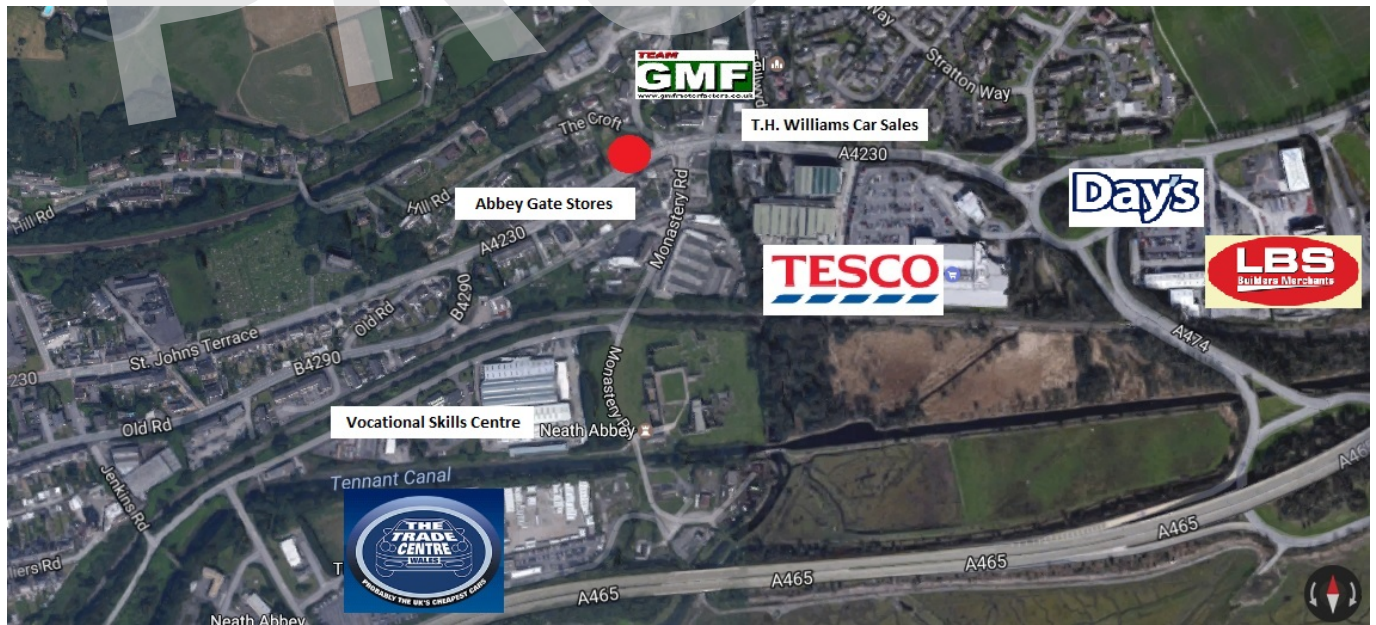 PRO
Way
Stratton Way
TEAM
GMF
www.gmfmotorfactors.co.uk
T.H. Williams Car Sales
The Croft
A4230
Abbey Gate Stores
Hill Rd
Hill Rd
Monastery Rd
Day's
A4230
LBS
Builders Merchants
TESCO
B4290
Old Rd
St. Johns Terrace
230
B4290
A474
Monastery Rd
Old Rd
Vocational Skills Centre
Neath Abbey
Jenkins Rd
Tennant Canal
THE
TRADE
CENTRE
WALES
PROBABLY THE UK'S CHEAPEST CARS
T
A465
A465
A465
A465
Neath Abbey